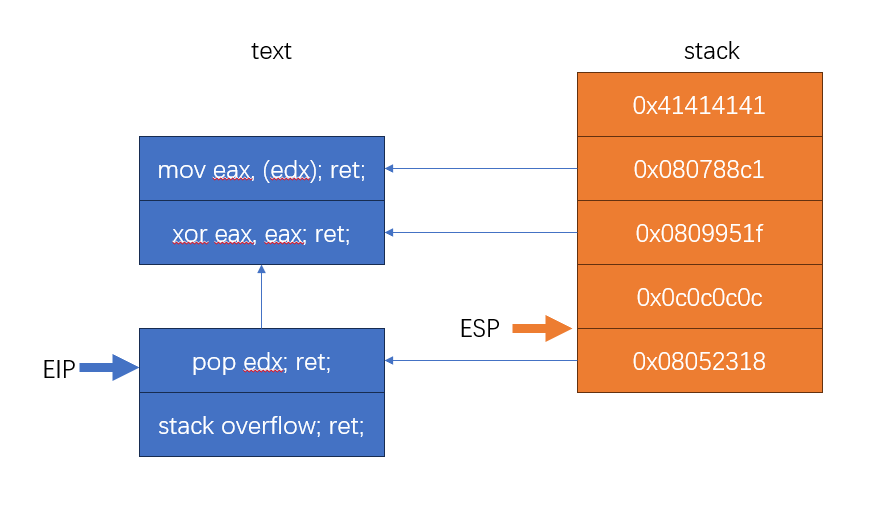 text
stack
0x41414141
mov eax, (edx); ret;
0x080788c1
xor eax, eax; ret;
0x0809951f
0x0c0c0c0c
ESP
EIP
pop edx; ret;
0x08052318
stack overflow; ret;